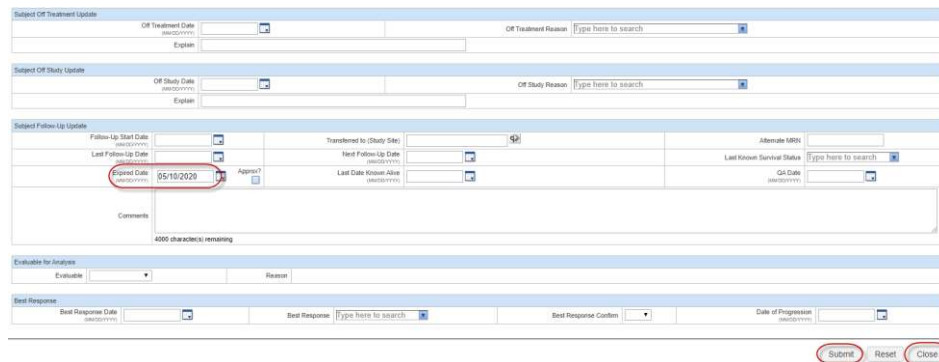 Subject Off Treatment Update
Off Treatment Date (MM/DD/YYYY) Off Treatment Reason Type here to search
Explain
Subject Off Study Update
Off Study Date (MM/DD/YYYY) Off Study Reason Type here to search
Explain
Subject Follow-Up Update
Follow-Up Start Date (MM/DD/YYYY) Transferred to (Study Site) Alternate MRN
Last Follow-Up Date (MM/DD/YYYY) Next Follow-Up Date (MM/DD/YYYY) Last Known Survival Status Type here to search
Expired Date (MM/DD/YYYY) 05/10/2020 Approx? Last Date Known Alive (MM/DD/YYYY) QA Date (MM/DD/YYYY)
Comments
4000 character(s) remaining
Evaluable for Analysis
Evaluable Reason
Best Response
Best Response Date (MM/DD/YYYY) Best Response Type here to search Best Response Confirm Date of Progression (MM/DD/YYYY)
Submit Reset Close